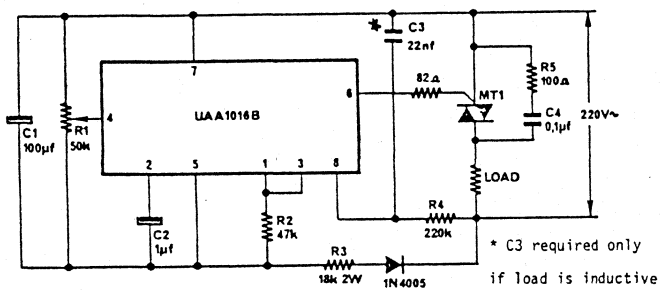 *
C3
22nf
R5
100Ω
82Ω
MT1
7
6
UAA1016B
4
C1
100µf
R1
50k
C4
0,1µf
220V~
2
5
1
3
8
LOAD
C2
1µf
R2
47k
R4
220k
R3
18k 2W
1N4005
* C3 required only
if load is inductive